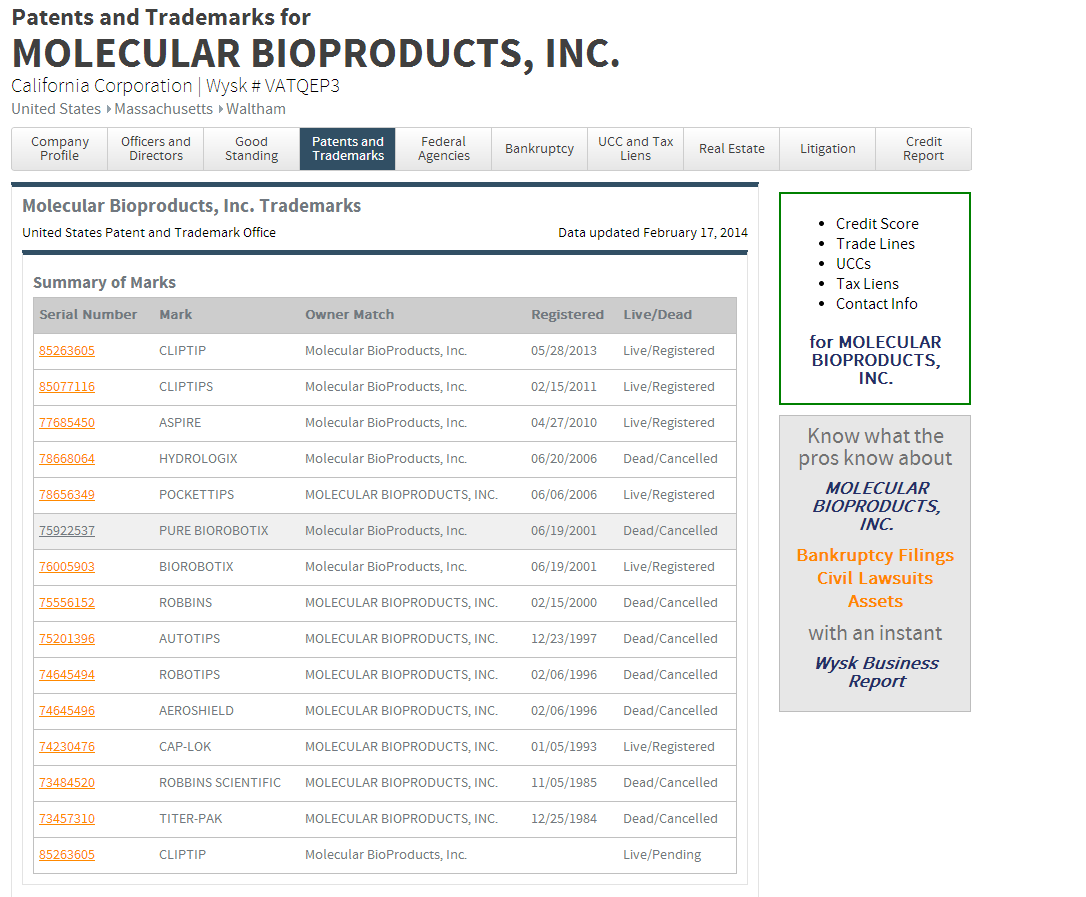 Patents and Trademarks for
MOLECULAR BIOPRODUCTS, INC.
California Corporation | Wysk # VATQEP3
United States Massachusetts Waltham
Company Profile
Officers and Directors
Good Standing
Patents and Trademarks
Federal Agencies
Bankruptcy
UCC and Tax Liens
Real Estate
Litigation
Credit Report
Molecular Bioproducts, Inc. Trademarks
United States Patent and Trademark Office Data updated February 17, 2014
Summary of Marks
Serial Number Mark Owner Match Registered Live/Dead
85263605 CLIPTIP Molecular BioProducts, Inc. 05/28/2013 Live/Registered
85077116 CLIPTIPS Molecular BioProducts, Inc. 02/15/2011 Live/Registered
77685450 ASPIRE Molecular BioProducts, Inc. 04/27/2010 Live/Registered
78668064 HYDROLOGIX Molecular BioProducts, Inc. 06/20/2006 Dead/Cancelled
78656349 POCKETTIPS MOLECULAR BIOPRODUCTS, INC. 06/06/2006 Live/Registered
75922537 PURE BIOROBOTIX Molecular BioProducts, Inc. 06/19/2001 Dead/Cancelled
76005903 BIOROBOTIX Molecular BioProducts, Inc. 06/19/2001 Live/Registered
75556152 ROBBINS MOLECULAR BIOPRODUCTS, INC. 02/15/2000 Dead/Cancelled
75201396 AUTOTIPS MOLECULAR BIOPRODUCTS, INC. 12/23/1997 Dead/Cancelled
74645494 ROBOTIPS MOLECULAR BIOPRODUCTS, INC. 02/06/1996 Dead/Cancelled
74645496 AEROSHIELD MOLECULAR BIOPRODUCTS, INC. 02/06/1996 Dead/Cancelled
74230476 CAP-LOK MOLECULAR BIOPRODUCTS, INC. 01/05/1993 Live/Registered
73484520 ROBBINS SCIENTIFIC MOLECULAR BIOPRODUCTS, INC. 11/05/1985 Dead/Cancelled
73457310 TITER-PAK MOLECULAR BIOPRODUCTS, INC. 12/25/1984 Dead/Cancelled
85263605 CLIPTIP Molecular BioProducts, Inc. Live/Pending
Credit Score
Trade Lines
UCCs
Tax Liens
Contact Info
for MOLECULAR
BIOPRODUCTS,
INC.
Know what the
pros know about
MOLECULAR
BIOPRODUCTS,
INC.
Bankruptcy Filings
Civil Lawsuits
Assets
with an instant
Wysk Business
Report